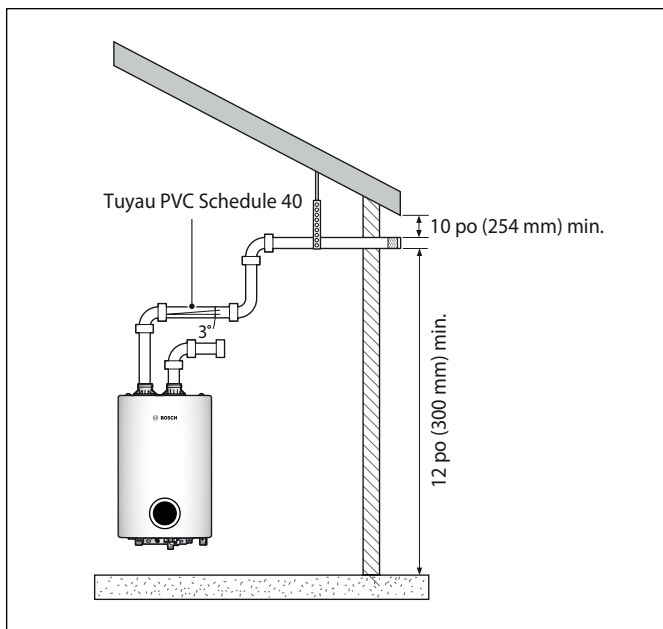 Tuyau PVC Schedule 40
10 po (254 mm) min.
3°
12 po (300 mm) min.
BOSCH